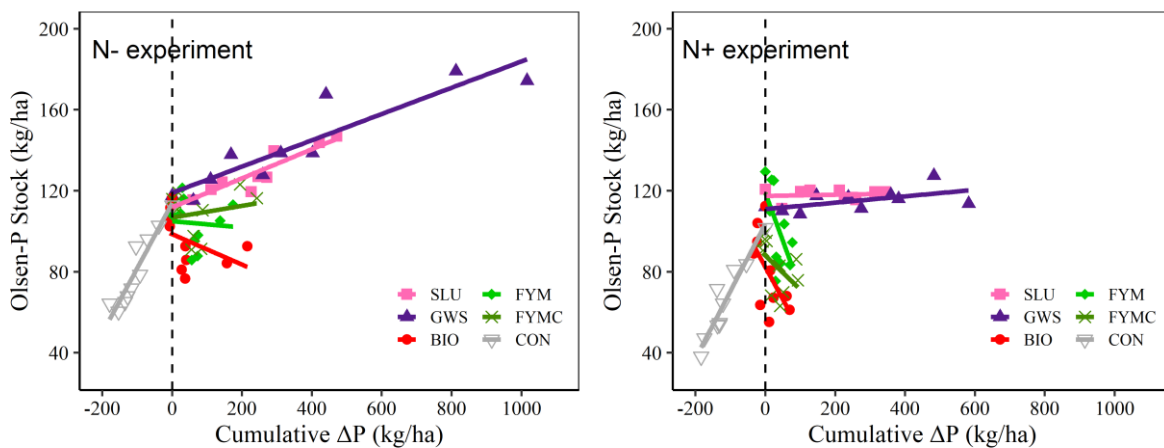 N- experiment
Olsen-P Stock (kg/ha)
200
160
120
80
40
SLU FYM
GWS FYMC
BIO CON
-200 0 200 400 600 800 1000
Cumulative ΔP (kg/ha)
N+ experiment
Olsen-P Stock (kg/ha)
200
160
120
80
40
SLU FYM
GWS FYMC
BIO CON
-200 0 200 400 600 800 1000
Cumulative ΔP (kg/ha)